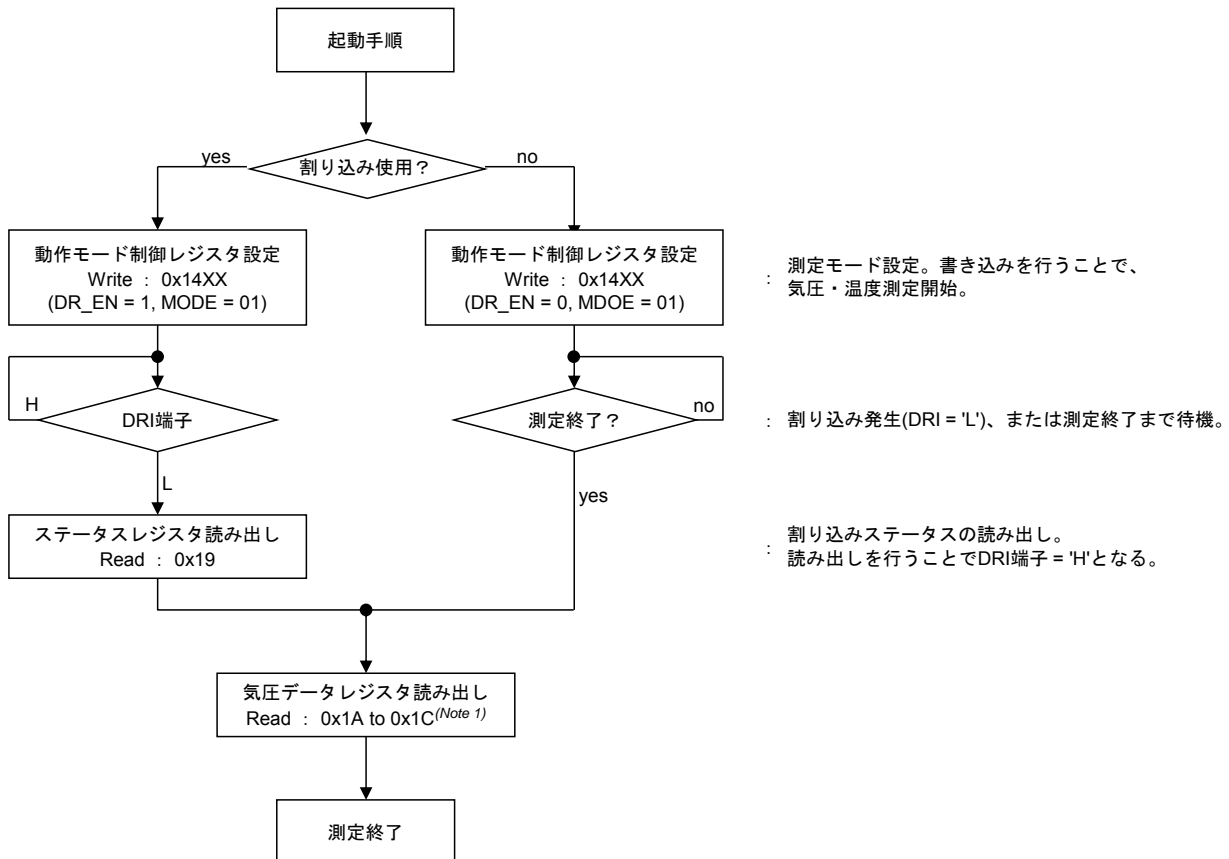 起動手順
割り込み使用？
yes
no
動作モード制御レジスタ設定
Write ： 0x14XX
(DR_EN = 1, MODE = 01)
動作モード制御レジスタ設定
Write ： 0x14XX
(DR_EN = 0, MDOE = 01)
： 測定モード設定。書き込みを行うことで、
気圧・温度測定開始。
H
DRI端子
L
測定終了？
no
yes
： 割り込み発生(DRI = 'L')、または測定終了まで待機。
ステータスレジスタ読み出し
Read ： 0x19
： 割り込みステータスの読み出し。
読み出しを行うことでDRI端子 = 'H'となる。
気圧データレジスタ読み出し
Read ： 0x1A to 0x1C(Note 1)
測定終了